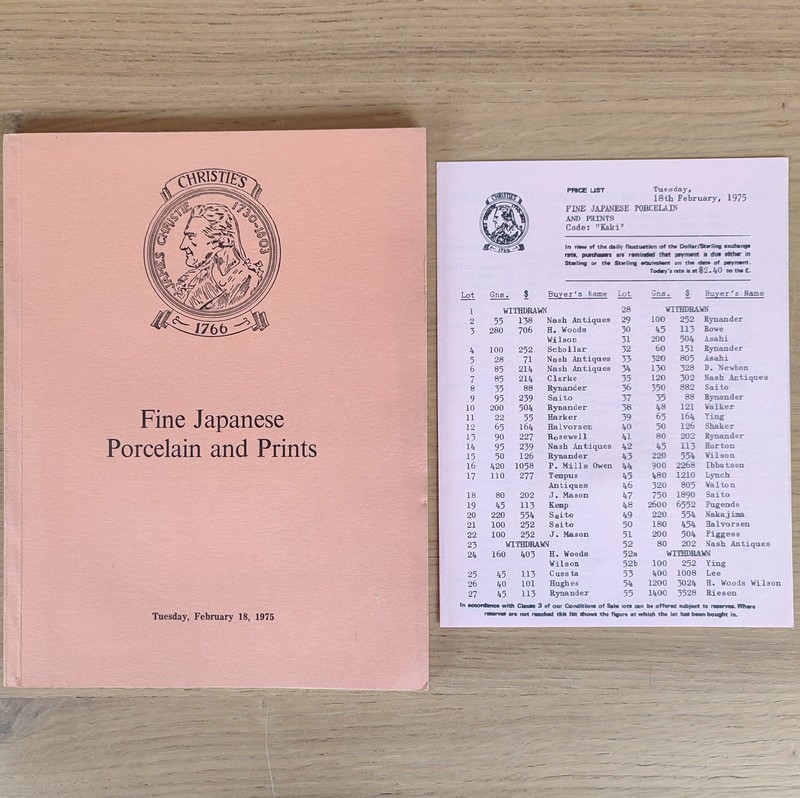 CHRISTIE'S
JAMES CHRISTIE 1730-1803
1766
Fine Japanese
Porcelain and Prints
Tuesday, February 18, 1975
CHRISTIE'S
1766
PRICE LIST Tuesday,
18th February, 1975
FINE JAPANESE PORCELAIN
AND PRINTS
Code: "Kaki"
In view of the daily fluctuation of the Dollar/Sterling exchange
rate, purchasers are reminded that payment is due either in
Sterling or the Sterling equivalent on the date of payment.
Today's rate is at $2.40 to the £.
Lot Gns. $ Buyer's Name Lot Gns. $ Buyer's Name
1 WITHDRAWN 28 WITHDRAWN
2 55 138 Nash Antiques 29 100 252 Rynander
3 280 706 H. Woods 30 45 113 Rowe
Wilson 31 200 504 Asahi
4 100 252 Schollar 32 60 151 Rynander
5 28 71 Nash Antiques 33 320 805 Asahi
6 85 214 Nash Antiques 34 130 328 D. Newbon
7 85 214 Clarke 35 120 302 Nash Antiques
8 35 88 Rynander 36 350 882 Saito
9 95 239 Saito 37 35 88 Rynander
10 200 504 Rynander 38 48 121 Walker
11 22 55 Harker 39 65 164 Ying
12 65 164 Halvorsen 40 50 126 Shaker
13 90 227 Rosewell 41 80 202 Rynander
14 95 239 Nash Antiques 42 45 113 Horton
15 50 126 Rynander 43 220 554 Wilson
16 420 1058 P. Mills Owen 44 900 2268 Ibbetson
17 110 277 Tempus 45 480 1210 Lynch
Antiques 46 320 805 Walton
18 80 202 J. Mason 47 750 1890 Saito
19 45 113 Kemp 48 2600 6552 Fugendo
20 220 554 Saito 49 220 554 Nakajima
21 100 252 Saito 50 180 454 Halvorsen
22 100 252 J. Mason 51 200 504 Figgess
23 WITHDRAWN 52 80 202 Nash Antiques
24 160 403 H. Woods 52a WITHDRAWN
Wilson 52b 100 252 Ying
25 45 113 Cuesta 53 400 1008 Lee
26 40 101 Hughes 54 1200 3024 H. Woods Wilson
27 45 113 Rynander 55 1400 3528 Riesen
In accordance with Clause 3 of our Conditions of Sale lots can be offered subject to reserves. Where
reserves are not reached this list shows the figure at which the lot has been bought in.